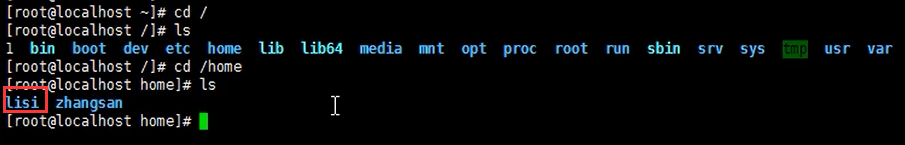 [root@localhost ~]# cd /
[root@localhost /]# ls
1  bin  boot  dev  etc  home  lib  lib64  media  mnt  opt  proc  root  run  sbin  srv  sys  tmp  usr  var
[root@localhost /]# cd /home
[root@localhost home]# ls
lisi  zhangsan
[root@localhost home]#